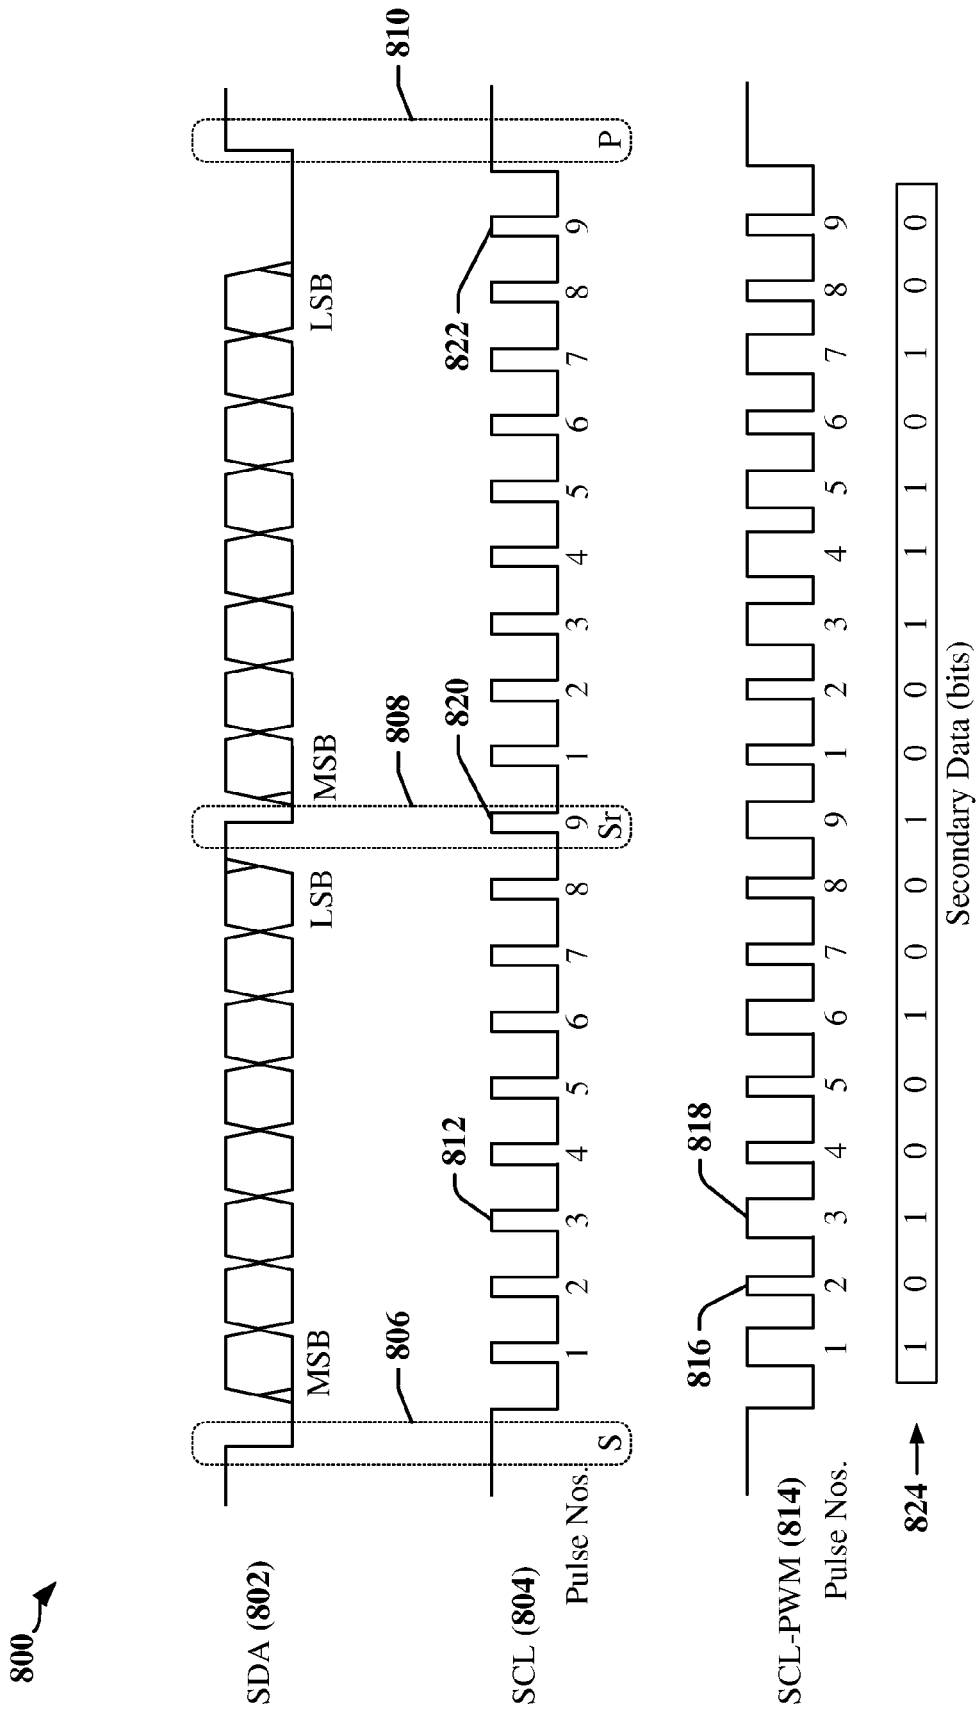 800
SDA (802)
MSB LSB MSB LSB
806 808 810
812 820 822
SCL (804)
Pulse Nos. 1 2 3 4 5 6 7 8 9 1 2 3 4 5 6 7 8 9
S Sr P
816 818
SCL-PWM (814)
Pulse Nos. 1 2 3 4 5 6 7 8 9 1 2 3 4 5 6 7 8 9
824 1 0 1 0 0 1 0 0 1 0 0 1 1 1 0 1 0 0
Secondary Data (bits)